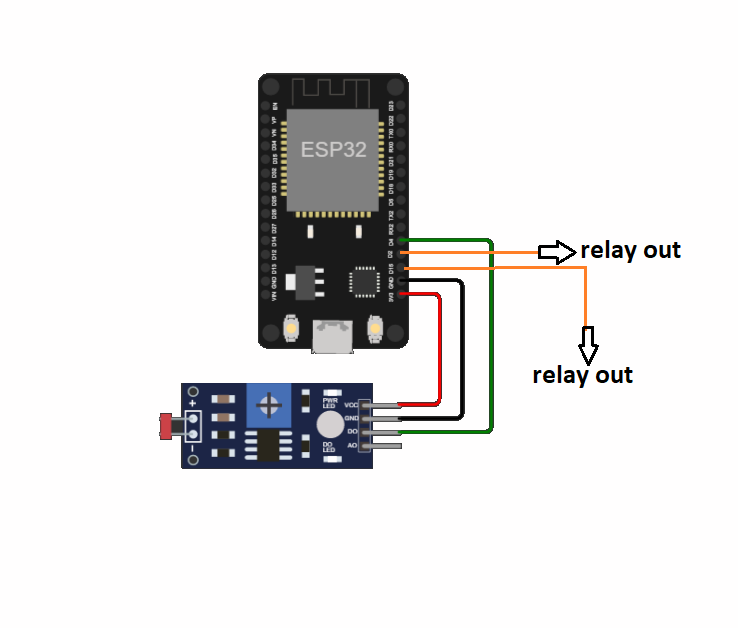 EN
VP
VN
D34
D35
D32
D33
D25
D26
D27
D14
D12
D13
GND
VIN
ESP32
D23
D22
TX0
RX0
D21
D19
D18
D5
TX2
RX2
D4
D2
D15
GND
3V3
relay out
relay out
+
−
PWR
LED
DO
LED
VCC
GND
DO
AO